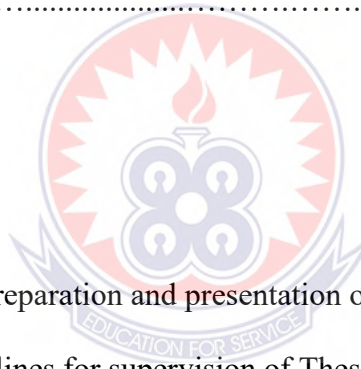 ….......................……………………….
reparation and presentation o
EDUCATION FOR SERVICE
lines for supervision of Thes